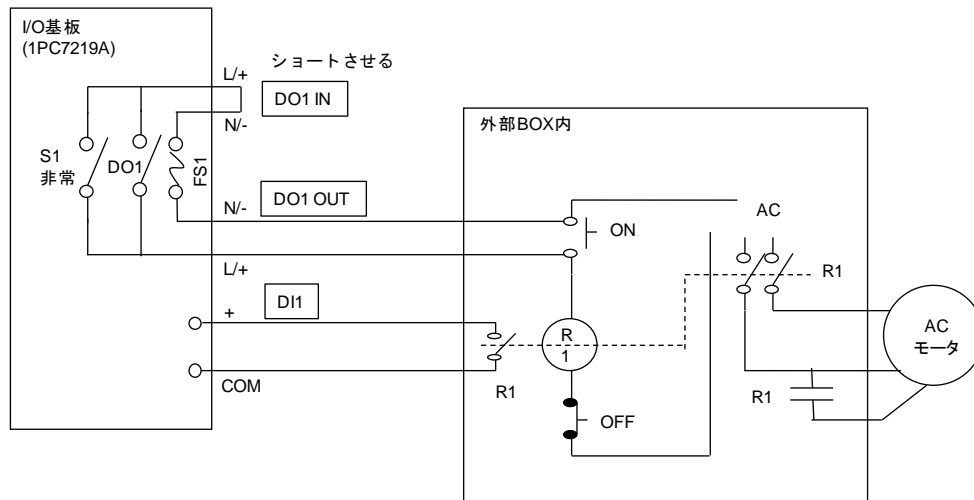 I/O基板
(1PC7219A)
ショートさせる
L/+
DO1 IN
N/-
外部BOX内
S1
非常
DO1
FS1
DO1 OUT
N/-
AC
ON
L/+
R1
+
DI1
R
1
AC
モータ
COM
R1
R1
OFF